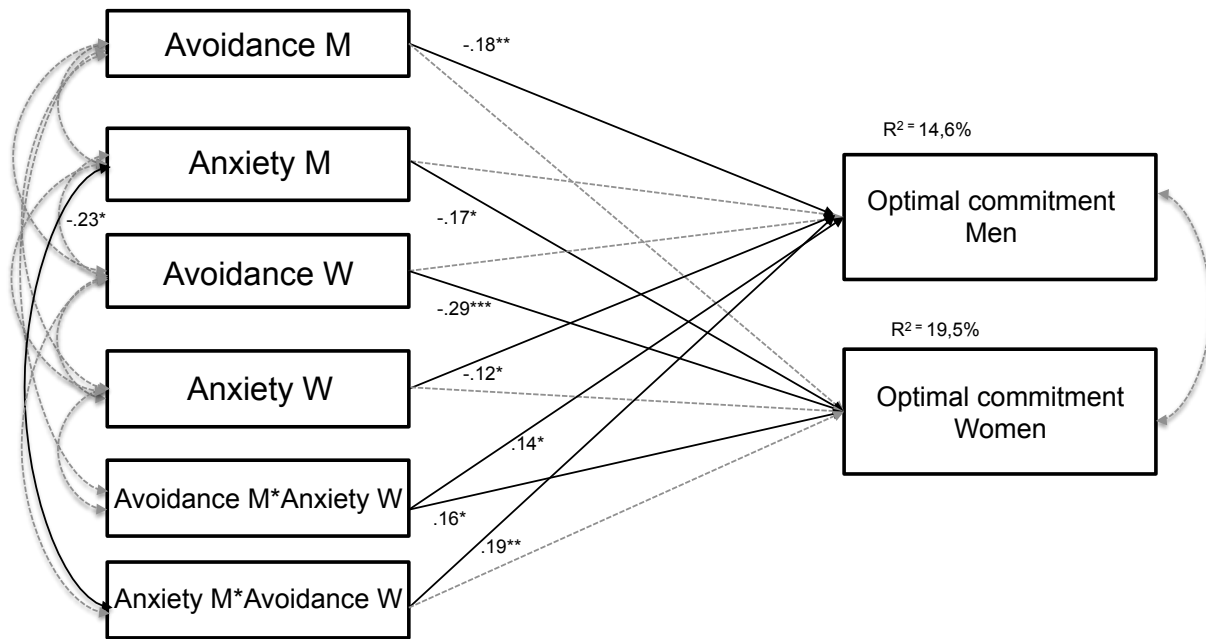 Avoidance M
-.18**
R² = 14,6%
Anxiety M
Optimal commitment
Men
-.23*
-.17*
Avoidance W
-.29***
R² = 19,5%
Anxiety W
-.12*
Optimal commitment
Women
.14*
Avoidance M*Anxiety W
.16*
.19**
Anxiety M*Avoidance W